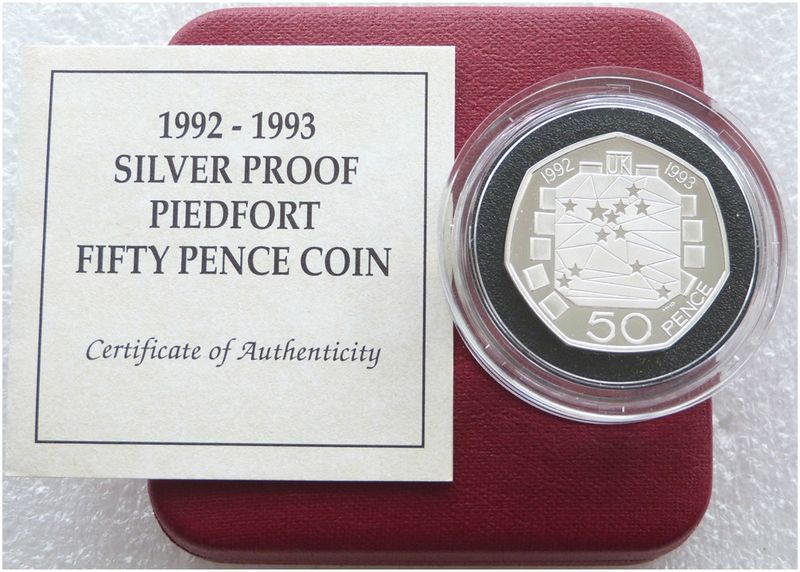 1992 - 1993
SILVER PROOF
PIEDFORT
FIFTY PENCE COIN
Certificate of Authenticity
1992 UK 1993
50 PENCE